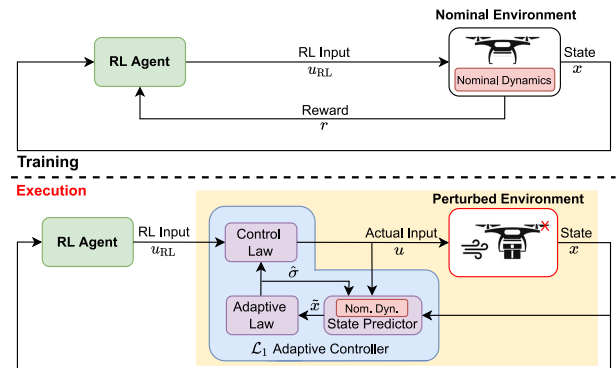 Nominal Environment
RL Input
u_RL
State
x
RL Agent
Nominal Dynamics
Reward
r
Training
Execution
Perturbed Environment
RL Input
u_RL
Actual Input
u
State
x
RL Agent
Control
Law
σ̂
Adaptive
Law
x̃
Nom. Dyn.
State Predictor
ℒ₁ Adaptive Controller